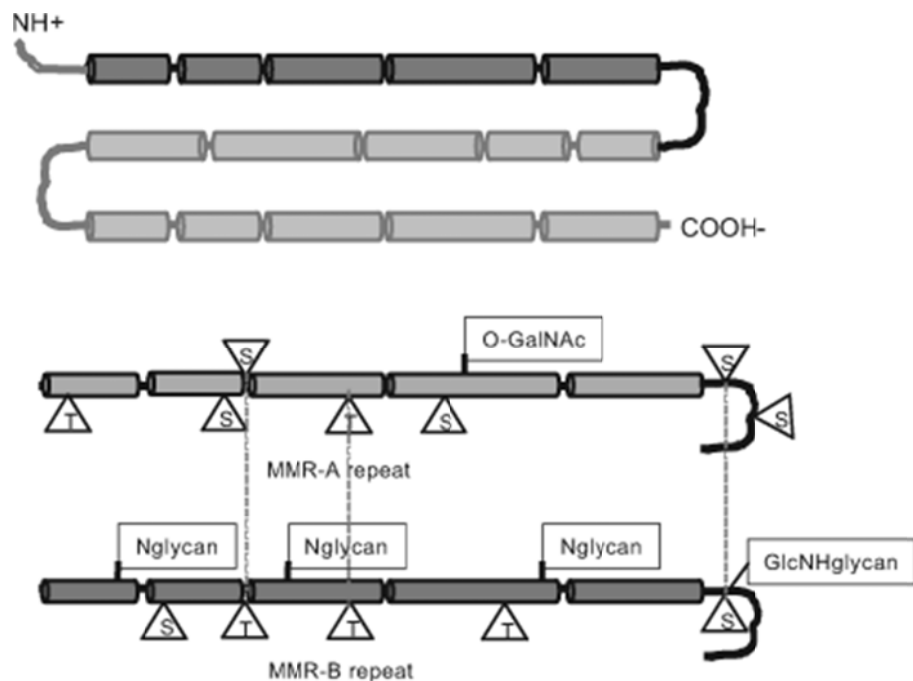 NH+
COOH-
O-GalNAc
S S
T S T S S
MMR-A repeat
Nglycan Nglycan Nglycan GlcNHglycan
S T T T S
MMR-B repeat